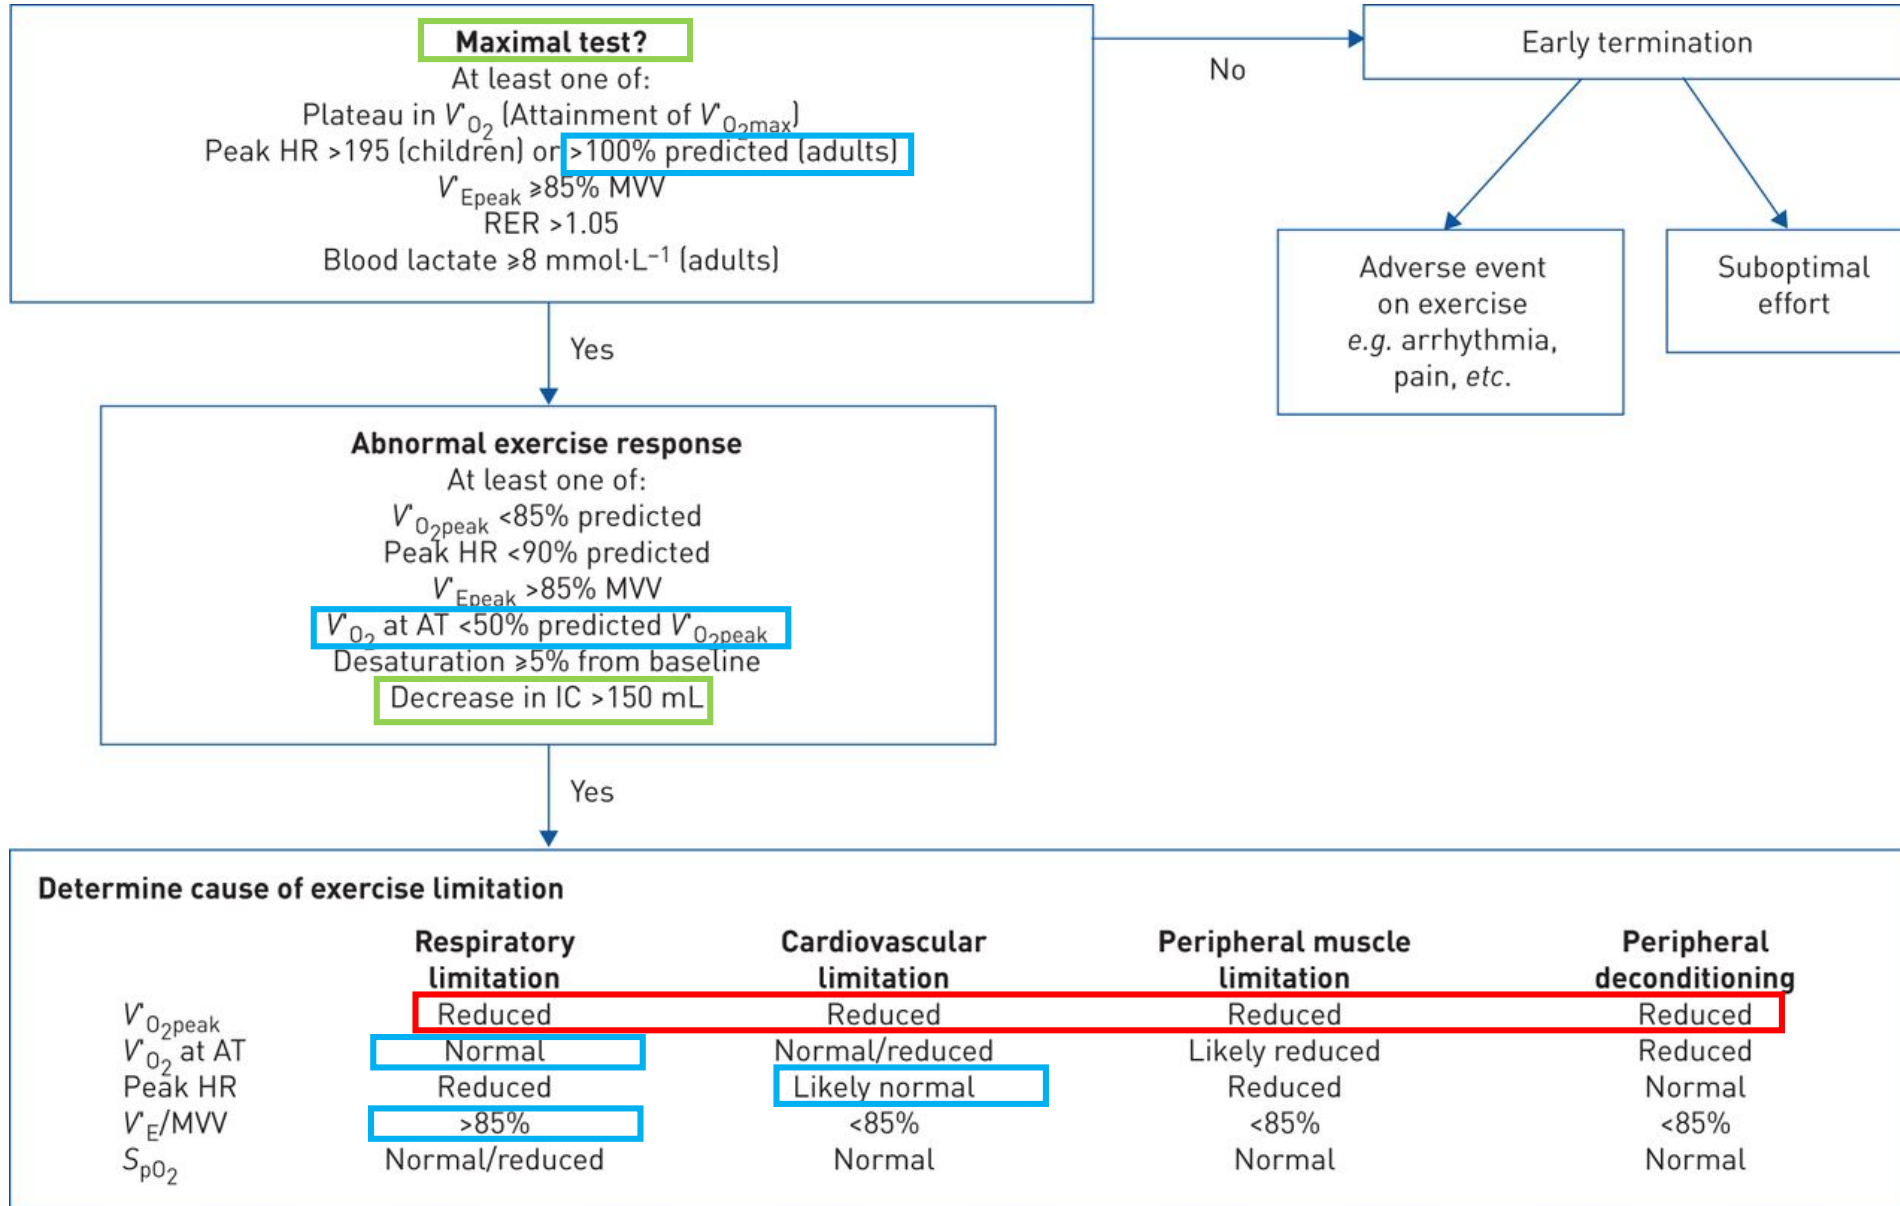 Maximal test?
At least one of:
Plateau in V'O2 (Attainment of V'O2max)
Peak HR >195 (children) or >100% predicted (adults)
V'Epeak ⩾85% MVV
RER >1.05
Blood lactate ⩾8 mmol·L−1 (adults)
No
Early termination
Adverse event
on exercise
e.g. arrhythmia,
pain, etc.
Suboptimal
effort
Yes
Abnormal exercise response
At least one of:
V'O2peak <85% predicted
Peak HR <90% predicted
V'Epeak >85% MVV
V'O2 at AT <50% predicted V'O2peak
Desaturation ⩾5% from baseline
Decrease in IC >150 mL
Yes
Determine cause of exercise limitation
Respiratory limitation Cardiovascular limitation Peripheral muscle limitation Peripheral deconditioning
V'O2peak Reduced Reduced Reduced Reduced
V'O2 at AT Normal Normal/reduced Likely reduced Reduced
Peak HR Reduced Likely normal Reduced Normal
V'E/MVV >85% <85% <85% <85%
SpO2 Normal/reduced Normal Normal Normal